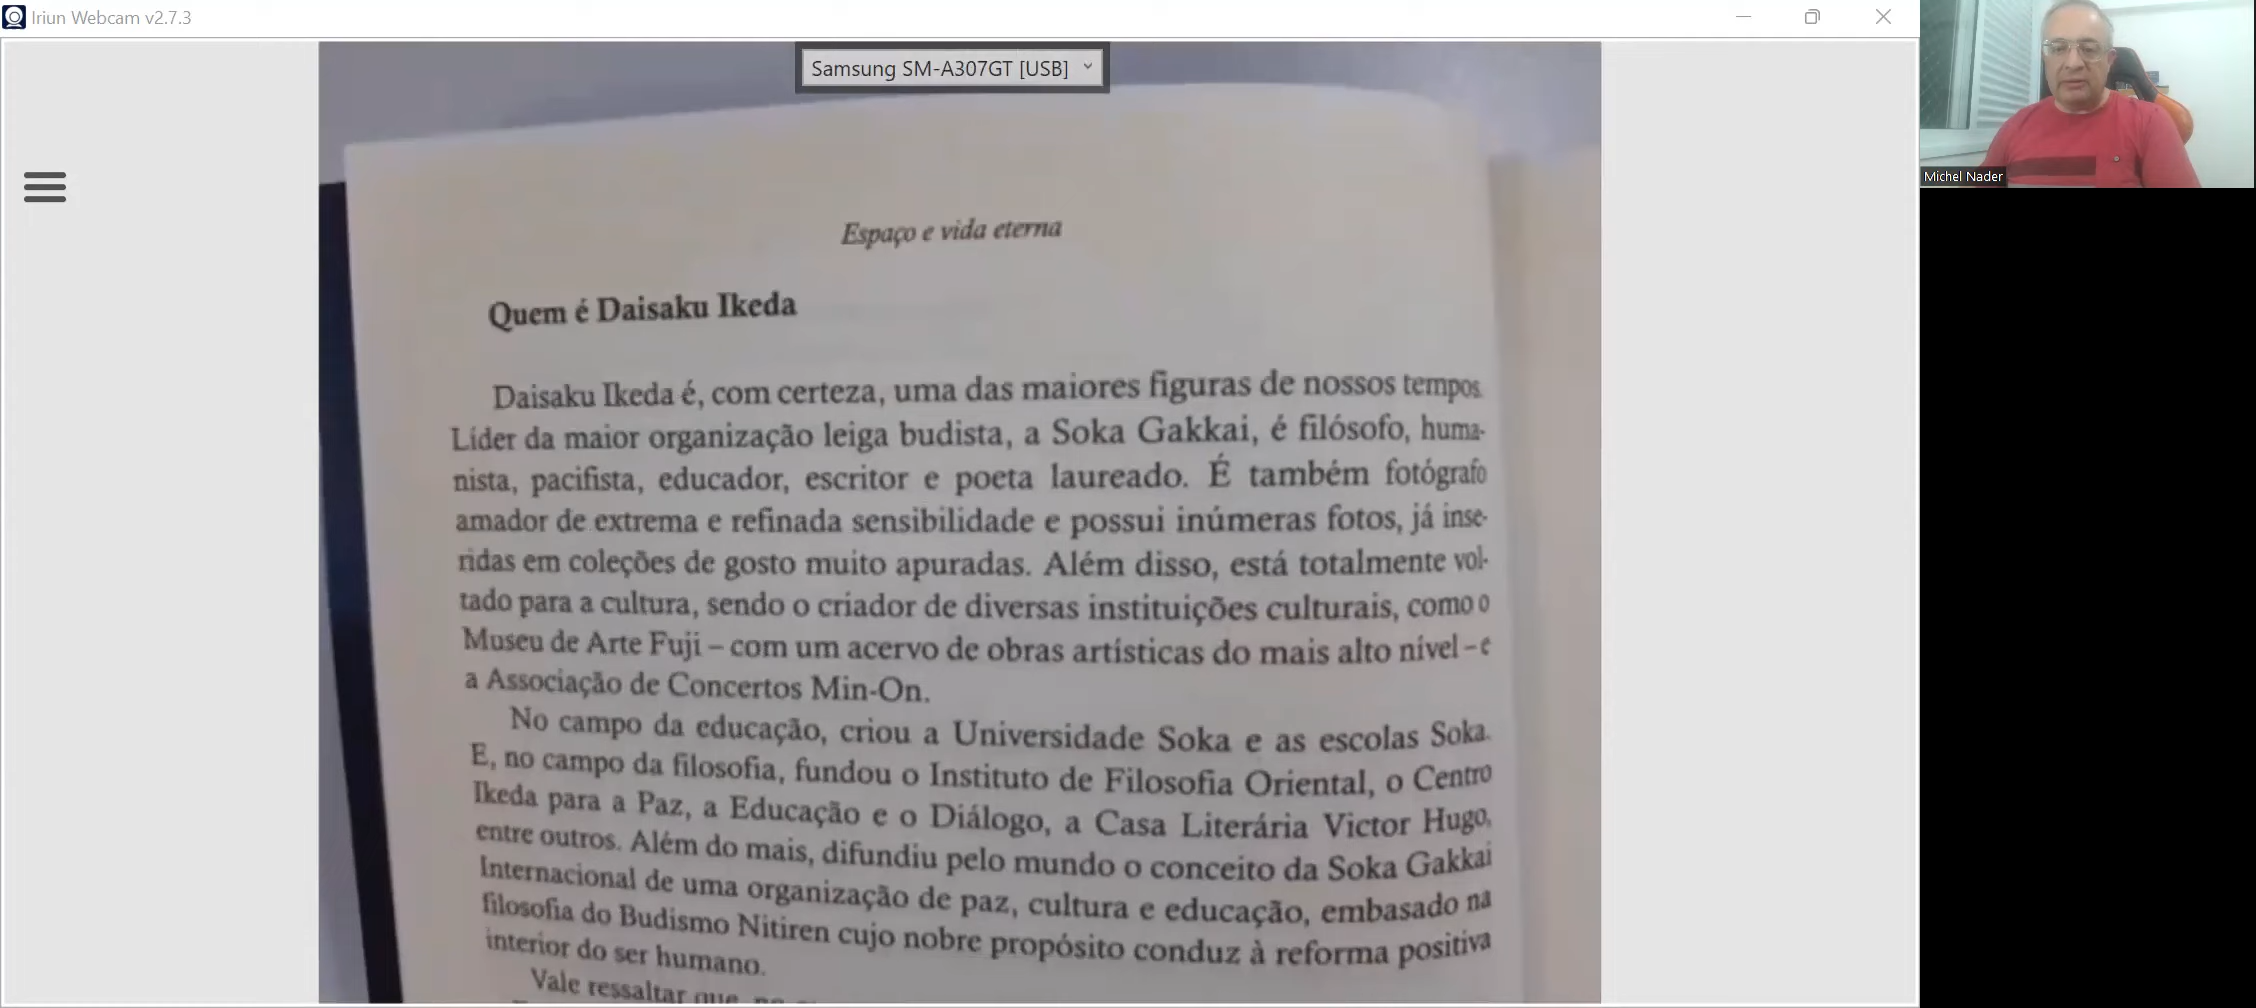 Iriun Webcam v2.7.3
Samsung SM-A307GT [USB]
Michel Nader
Espaço e vida eterna
Quem é Daisaku Ikeda
Daisaku Ikeda é, com certeza, uma das maiores figuras de nossos tempos.
Líder da maior organização leiga budista, a Soka Gakkai, é filósofo, huma-
nista, pacifista, educador, escritor e poeta laureado. É também fotógrafo
amador de extrema e refinada sensibilidade e possui inúmeras fotos, já inse-
ridas em coleções de gosto muito apuradas. Além disso, está totalmente vol-
tado para a cultura, sendo o criador de diversas instituições culturais, como o
Museu de Arte Fuji – com um acervo de obras artísticas do mais alto nível – e
a Associação de Concertos Min-On.
No campo da educação, criou a Universidade Soka e as escolas Soka.
E, no campo da filosofia, fundou o Instituto de Filosofia Oriental, o Centro
Ikeda para a Paz, a Educação e o Diálogo, a Casa Literária Victor Hugo,
entre outros. Além do mais, difundiu pelo mundo o conceito da Soka Gakkai
Internacional de uma organização de paz, cultura e educação, embasado na
filosofia do Budismo Nitiren cujo nobre propósito conduz à reforma positiva
interior do ser humano.
Vale ressaltar que,